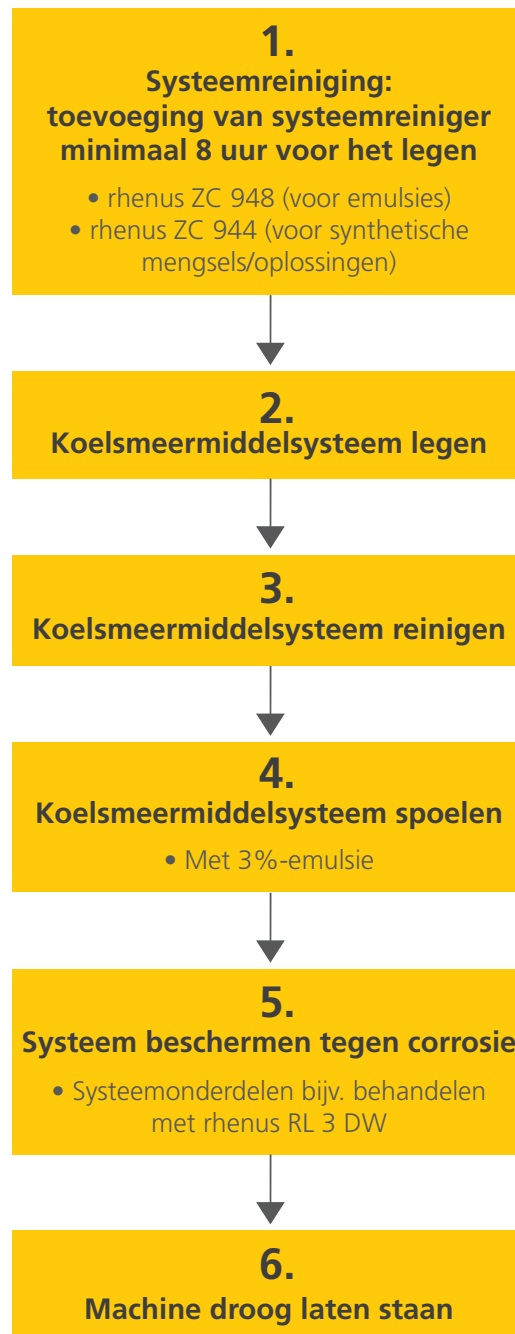 1.
Systeemreiniging:
toevoeging van systeemreiniger
minimaal 8 uur voor het legen
• rhenus ZC 948 (voor emulsies)
• rhenus ZC 944 (voor synthetische
mengsels/oplossingen)
2.
Koelsmeermiddelsysteem legen
3.
Koelsmeermiddelsysteem reinigen
4.
Koelsmeermiddelsysteem spoelen
• Met 3%-emulsie
5.
Systeem beschermen tegen corrosie
• Systeemonderdelen bijv. behandelen
met rhenus RL 3 DW
6.
Machine droog laten staan